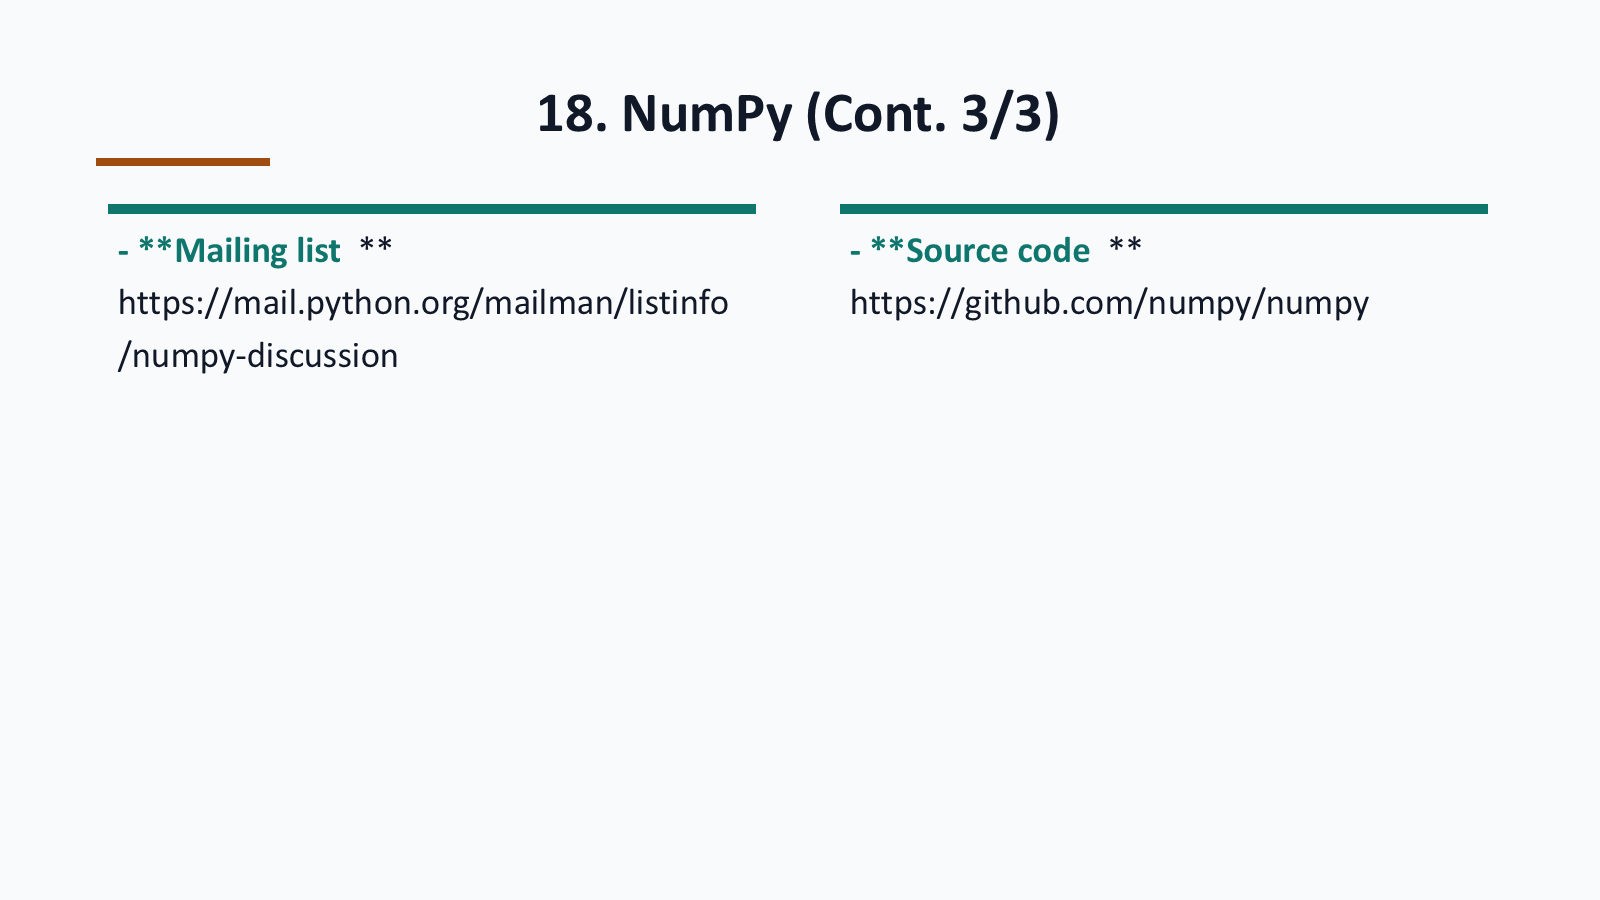 18. NumPy (Cont. 3/3)
- **Mailing list  **
https://mail.python.org/mailman/listinfo
/numpy-discussion
- **Source code  **
https://github.com/numpy/numpy